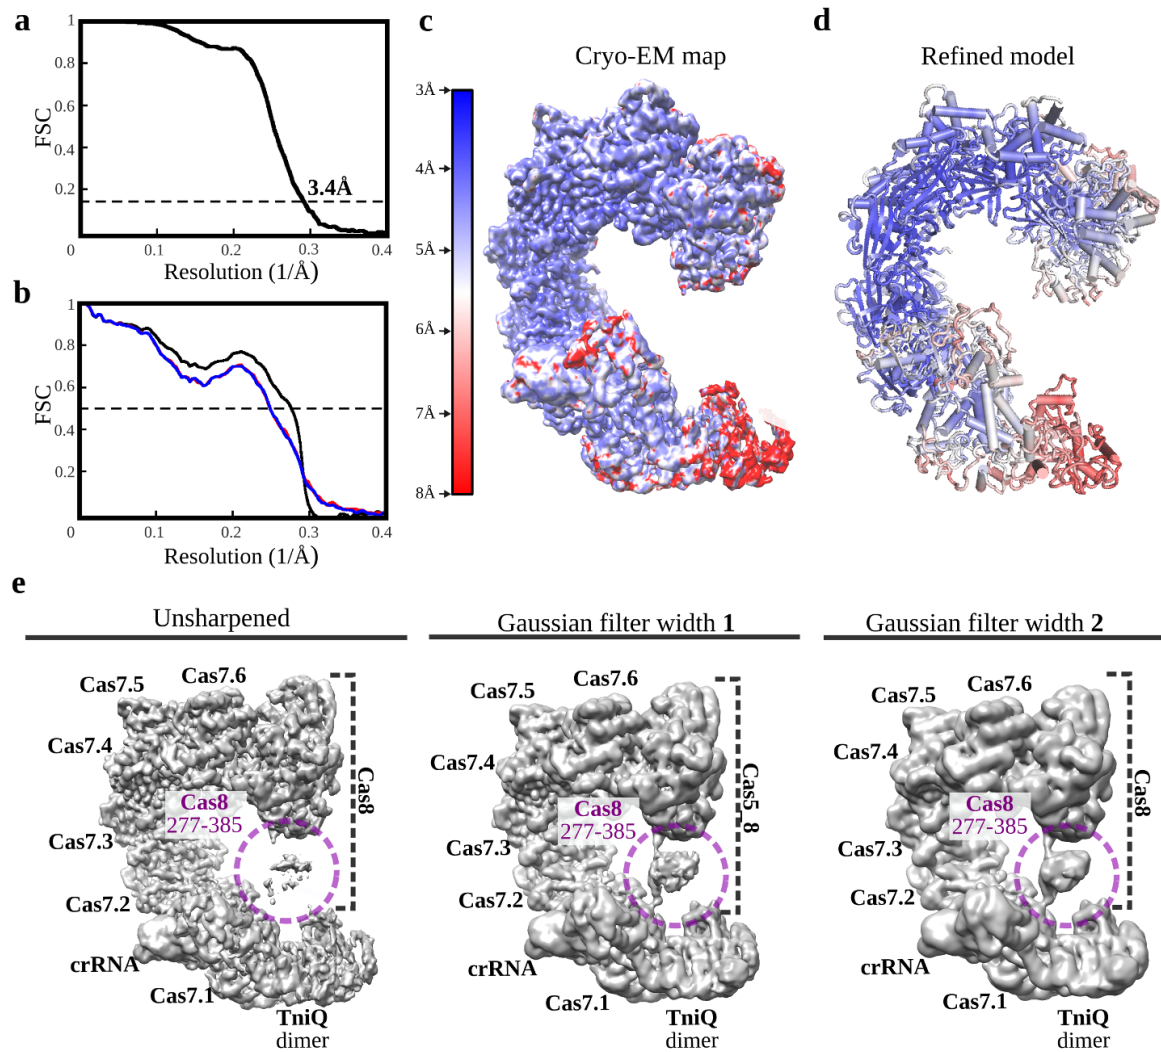 a
1
0.8
0.6
0.4
0.2
FSC
3.4Å
0
0.1
0.2
0.3
0.4
Resolution (1/Å)
b
1
0.8
0.6
0.4
0.2
FSC
0
0.1
0.2
0.3
0.4
Resolution (1/Å)
c
Cryo-EM map
3Å
4Å
5Å
6Å
7Å
8Å
d
Refined model
e
Unsharpened
Cas7.6
Cas7.5
Cas7.4
Cas8
Cas8
277-385
Cas7.3
Cas7.2
crRNA
Cas7.1
TniQ
dimer
Gaussian filter width 1
Cas7.6
Cas7.5
Cas7.4
Cas5_8
Cas8
277-385
Cas7.3
Cas7.2
crRNA
Cas7.1
TniQ
dimer
Gaussian filter width 2
Cas7.6
Cas7.5
Cas7.4
Cas8
Cas8
277-385
Cas7.3
Cas7.2
crRNA
Cas7.1
TniQ
dimer